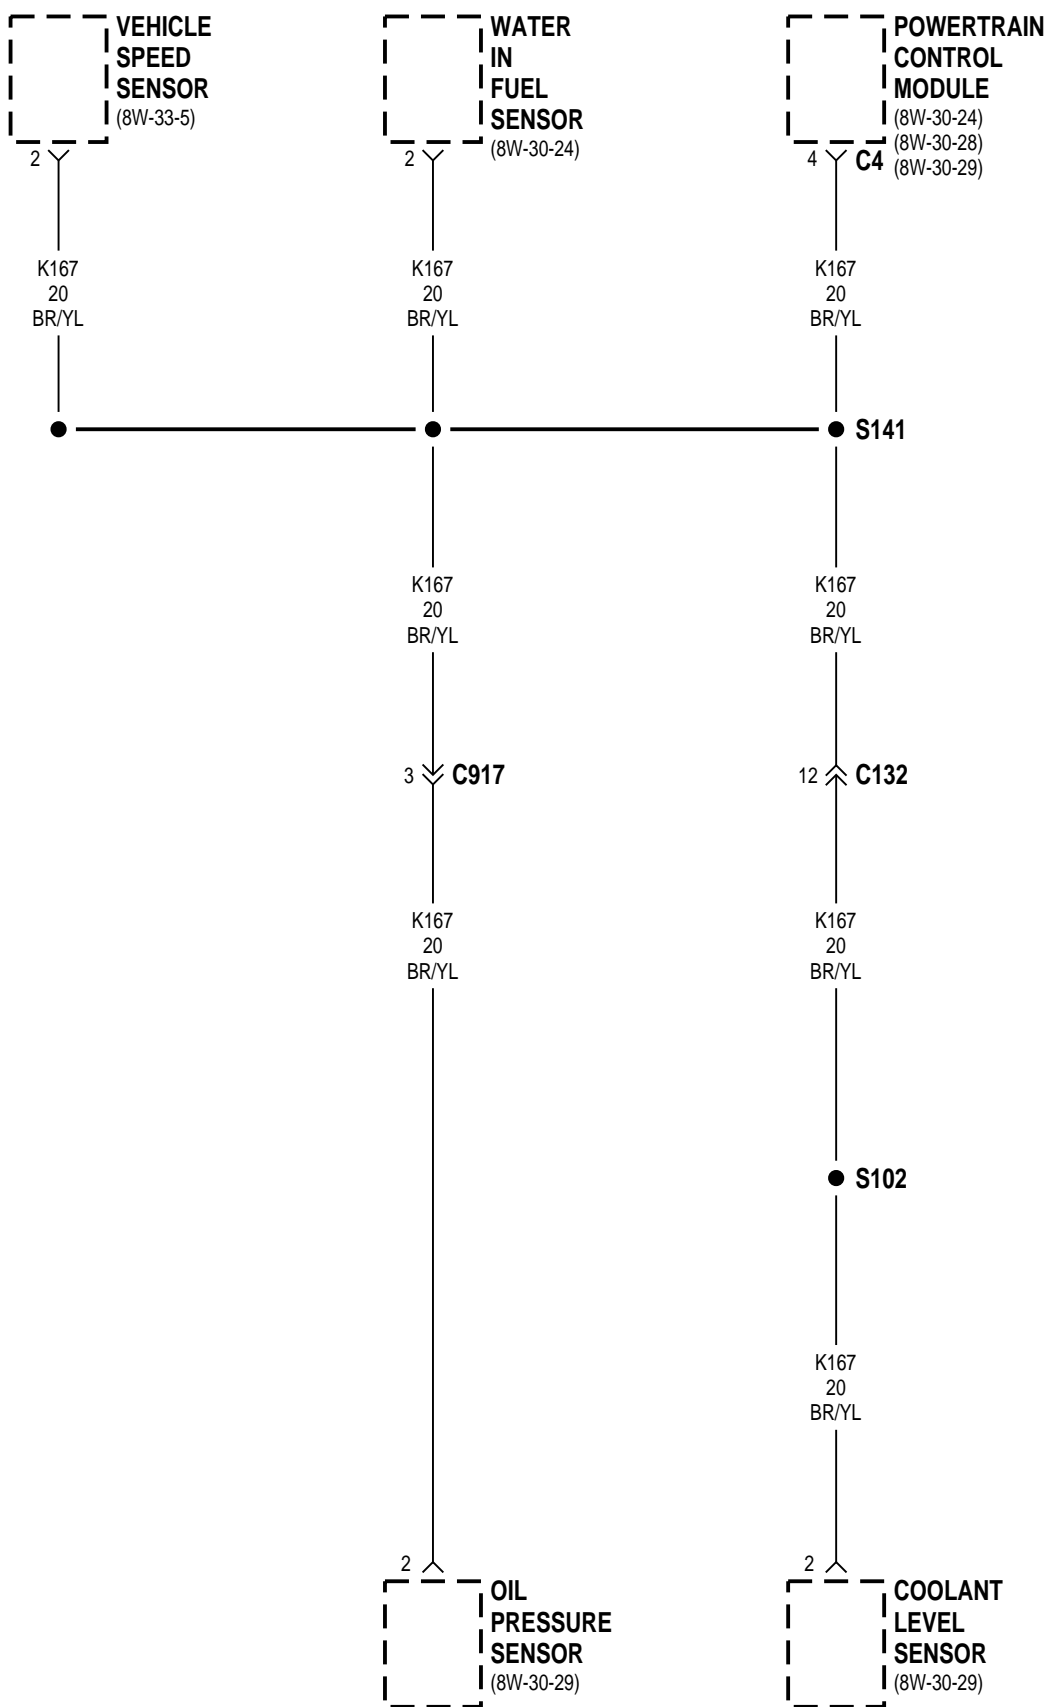 VEHICLE
SPEED
SENSOR
(8W-33-5)
2
WATER
IN
FUEL
SENSOR
(8W-30-24)
2
POWERTRAIN
CONTROL
MODULE
(8W-30-24)
(8W-30-28)
(8W-30-29)
4 C4
K167
20
BR/YL
K167
20
BR/YL
K167
20
BR/YL
S141
K167
20
BR/YL
K167
20
BR/YL
3 C917
12 C132
K167
20
BR/YL
K167
20
BR/YL
S102
K167
20
BR/YL
2
OIL
PRESSURE
SENSOR
(8W-30-29)
2
COOLANT
LEVEL
SENSOR
(8W-30-29)